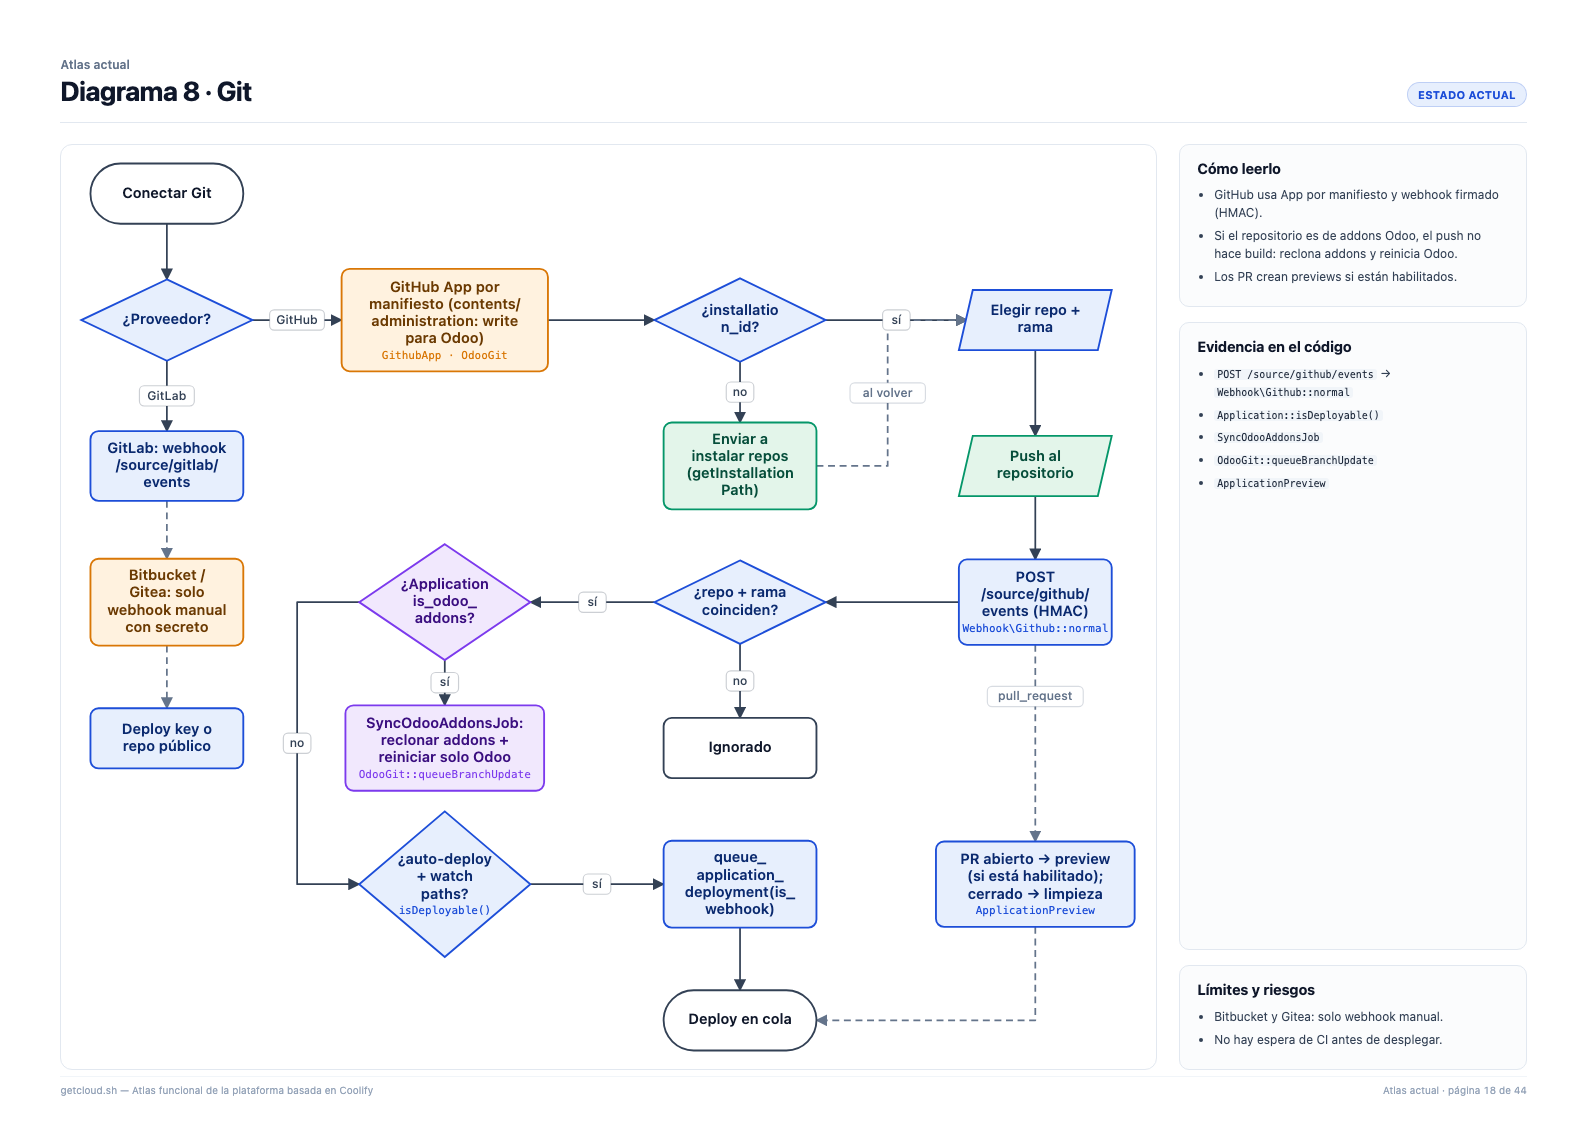 Atlas actual
Diagrama 8 · Git
ESTADO ACTUAL
Conectar Git
¿Proveedor?
GitHub
GitHub App por
manifiesto (contents/
administration: write
para Odoo)
GithubApp · OdooGit
¿installatio
n_id?
sí
Elegir repo +
rama
no
al volver
GitLab
GitLab: webhook
/source/gitlab/
events
Enviar a
instalar repos
(getInstallation
Path)
Push al
repositorio
Bitbucket /
Gitea: solo
webhook manual
con secreto
¿Application
is_odoo_
addons?
sí
¿repo + rama
coinciden?
POST
/source/github/
events (HMAC)
Webhook\Github::normal
sí
no
pull_request
Deploy key o
repo público
no
SyncOdooAddonsJob:
reclonar addons +
reiniciar solo Odoo
OdooGit::queueBranchUpdate
Ignorado
¿auto-deploy
+ watch
paths?
isDeployable()
sí
queue_
application_
deployment(is_
webhook)
PR abierto → preview
(si está habilitado);
cerrado → limpieza
ApplicationPreview
Deploy en cola
Cómo leerlo
• GitHub usa App por manifiesto y webhook firmado
(HMAC).
• Si el repositorio es de addons Odoo, el push no
hace build: reclona addons y reinicia Odoo.
• Los PR crean previews si están habilitados.
Evidencia en el código
• POST /source/github/events →
Webhook\Github::normal
• Application::isDeployable()
• SyncOdooAddonsJob
• OdooGit::queueBranchUpdate
• ApplicationPreview
Límites y riesgos
• Bitbucket y Gitea: solo webhook manual.
• No hay espera de CI antes de desplegar.
getcloud.sh — Atlas funcional de la plataforma basada en Coolify
Atlas actual · página 18 de 44